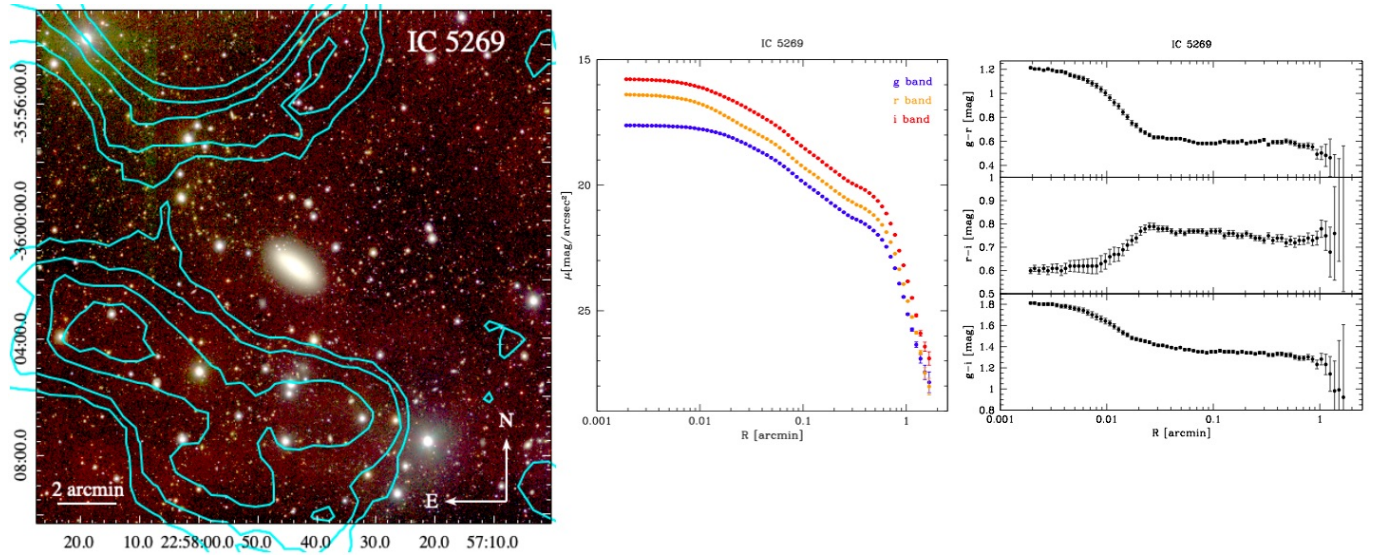 IC 5269
-35:56:00.0
-36:00:00.0
04:00.0
08:00.0
2 arcmin
N
E
20.0 10.0 22:58:00.0 50.0 40.0 30.0 20.0 57:10.0
IC 5269
g band
r band
i band
15
20
25
μ[mag/arcsec²]
0.001 0.01 0.1 1
R [arcmin]
IC 5269
1.2
1
0.8
0.6
0.4
g-r [mag]
1
0.9
0.8
0.7
0.6
0.5
r-i [mag]
1.8
1.6
1.4
1.2
1
0.8
g-i [mag]
0.001 0.01 0.1 1
R [arcmin]